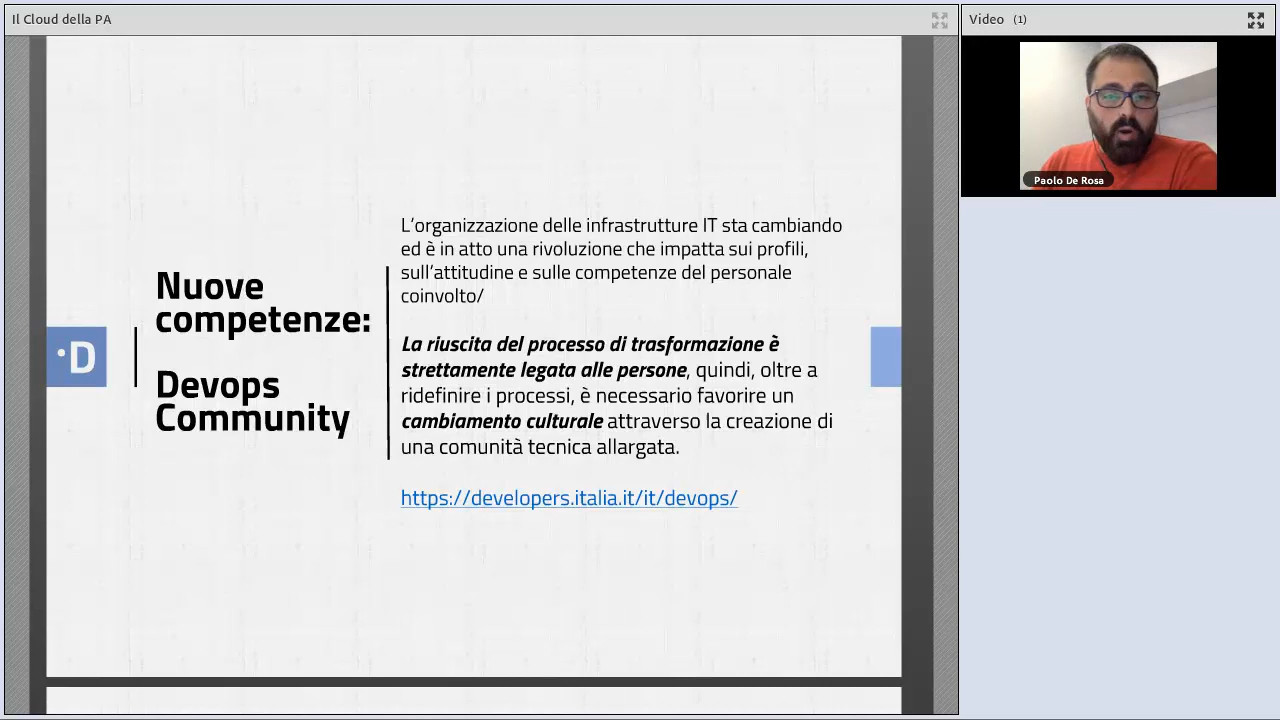 Il Cloud della PA
Video (1)
Paolo De Rosa
Nuove
competenze:
Devops
Community
L'organizzazione delle infrastrutture IT sta cambiando
ed è in atto una rivoluzione che impatta sui profili,
sull'attitudine e sulle competenze del personale
coinvolto/
La riuscita del processo di trasformazione è
strettamente legata alle persone, quindi, oltre a
ridefinire i processi, è necessario favorire un
cambiamento culturale attraverso la creazione di
una comunità tecnica allargata.
https://developers.italia.it/it/devops/
·D